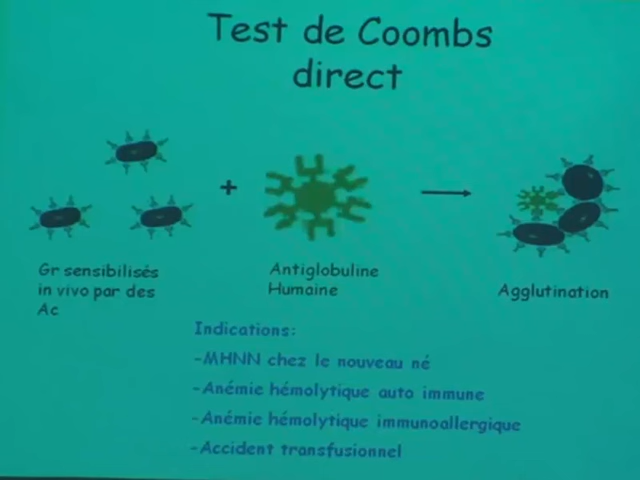 Test de Coombs
direct
+
Gr sensibilisés
in vivo par des
Ac
Antiglobuline
Humaine
Agglutination
Indications:
-MHNN chez le nouveau né
-Anémie hémolytique auto immune
-Anémie hémolytique immunoallergique
-Accident transfusionnel